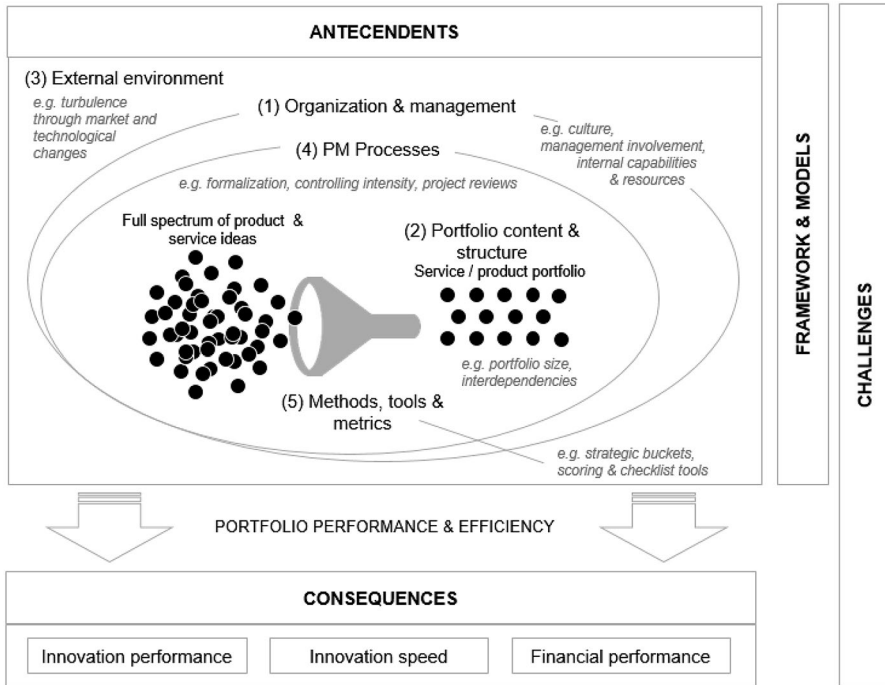 ANTECENDENTS
(3) External environment
e.g. turbulence
through market and
technological
changes
(1) Organization & management
e.g. culture,
management involvement,
internal capabilities
& resources
(4) PM Processes
e.g. formalization, controlling intensity, project reviews
Full spectrum of product &
service ideas
(2) Portfolio content &
structure
Service / product portfolio
e.g. portfolio size,
interdependencies
(5) Methods, tools &
metrics
e.g. strategic buckets,
scoring & checklist tools
FRAMEWORK & MODELS
CHALLENGES
PORTFOLIO PERFORMANCE & EFFICIENCY
CONSEQUENCES
Innovation performance
Innovation speed
Financial performance